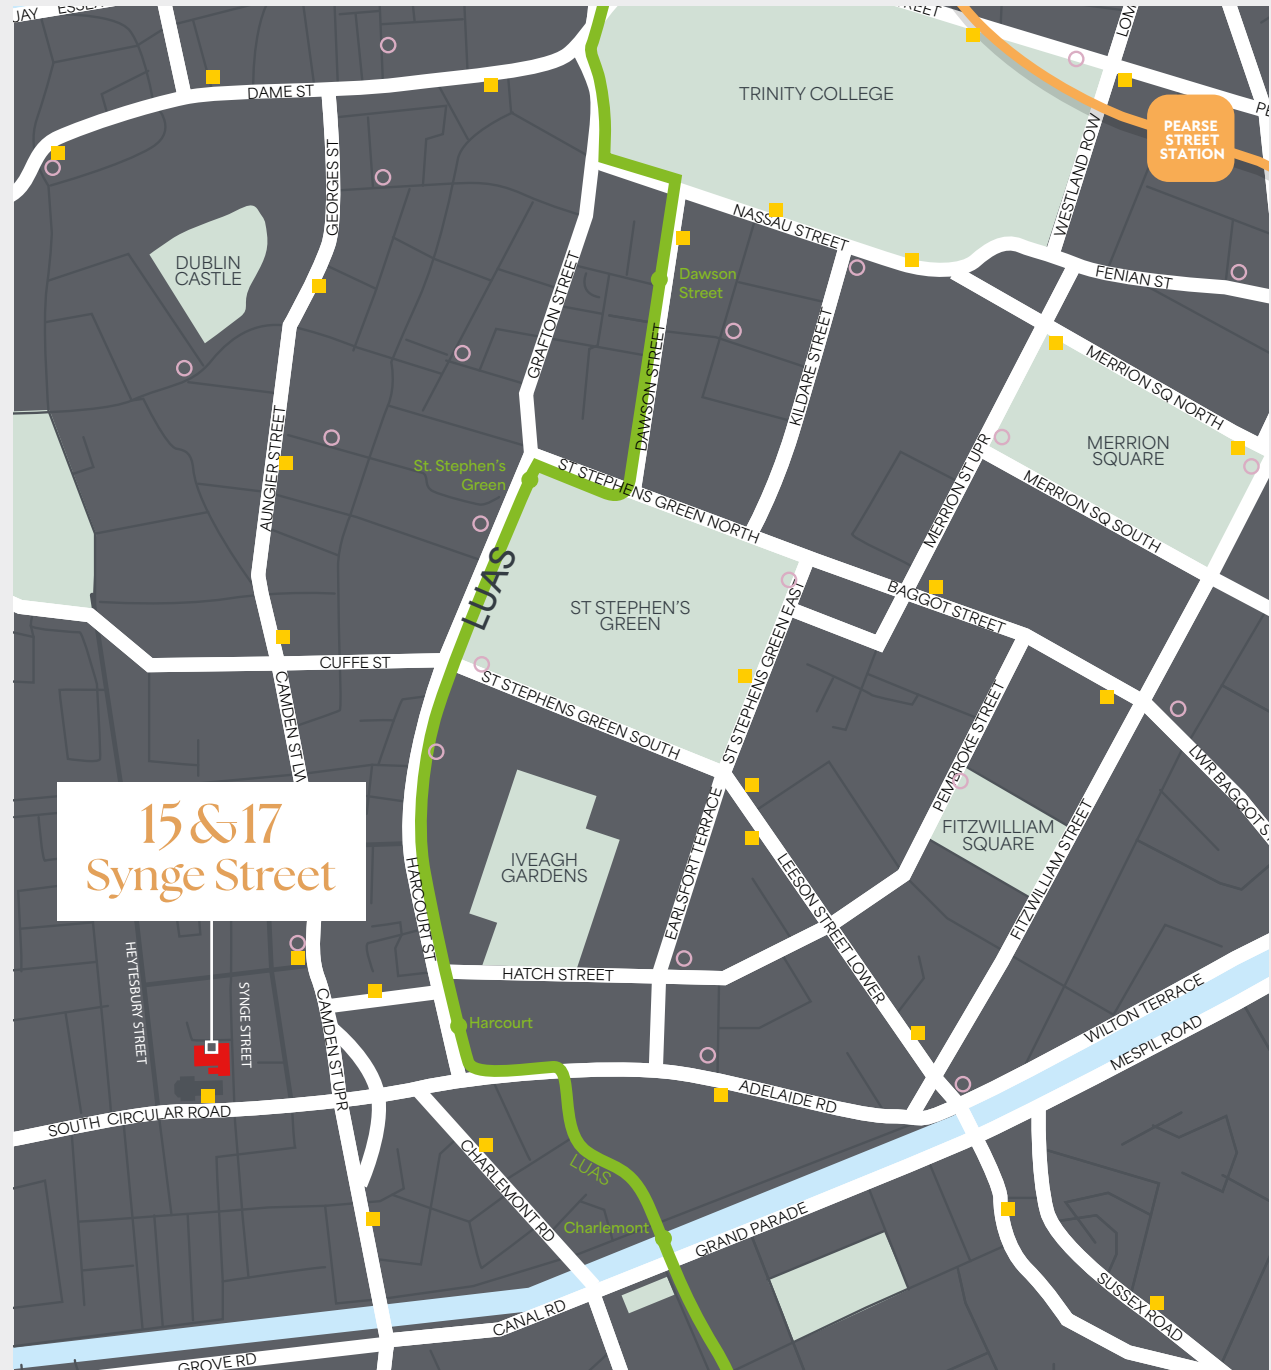 DAME ST
TRINITY COLLEGE
PEARSE
STREET
STATION
WESTLAND ROW
GEORGES ST
NASSAU STREET
DUBLIN
CASTLE
Dawson
Street
FENIAN ST
GRAFTON STREET
DAWSON STREET
KILDARE STREET
MERRION SQ NORTH
MERRION
SQUARE
MERRION ST UPR
MERRION SQ SOUTH
AUNGIER STREET
St. Stephen's
Green
ST STEPHENS GREEN NORTH
LUAS
ST STEPHEN'S
GREEN
ST STEPHENS GREEN EAST
BAGGOT STREET
CUFFE ST
ST STEPHENS GREEN SOUTH
CAMDEN ST LW
PEMBROKE STREET
LWR BAGGOT S
15 & 17
Synge Street
IVEAGH
GARDENS
EARLSFORT TERRACE
LEESON STREET LOWER
FITZWILLIAM
SQUARE
FITZWILLIAM STREET
HARCOURT ST
HATCH STREET
HEYTESBURY STREET
SYNGE STREET
CAMDEN ST UPR
Harcourt
WILTON TERRACE
MESPIL ROAD
SOUTH CIRCULAR ROAD
ADELAIDE RD
CHARLEMONT RD
LUAS
Charlemont
GRAND PARADE
SUSSEX ROAD
CANAL RD
GROVE RD